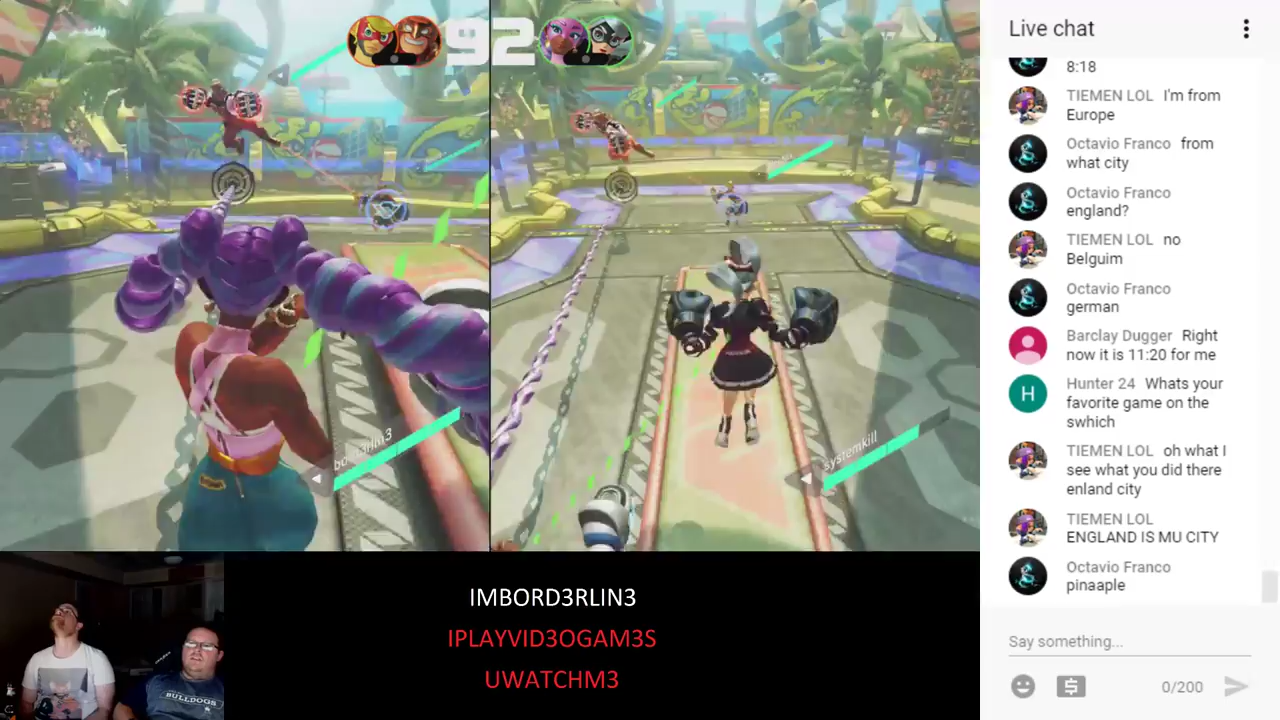 92
bord3rlin3
systemkill
IMBORD3RLIN3
IPLAYVID3OGAM3S
UWATCHM3
BULLDOGS
Live chat
8:18
TIEMEN LOL I'm from
Europe
Octavio Franco from
what city
Octavio Franco
england?
TIEMEN LOL no
Belguim
Octavio Franco
german
Barclay Dugger Right
now it is 11:20 for me
H
Hunter 24 Whats your
favorite game on the
swhich
TIEMEN LOL oh what I
see what you did there
enland city
TIEMEN LOL
ENGLAND IS MU CITY
Octavio Franco
pinaaple
Say something...
0/200